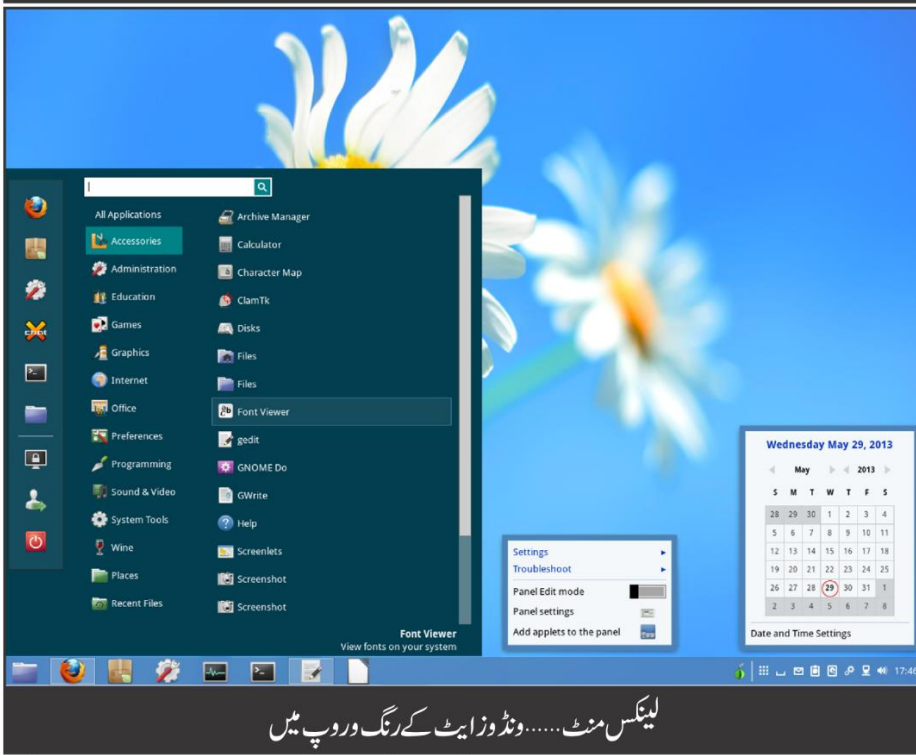 All Applications
Accessories
Administration
Education
Games
Graphics
Internet
Office
Preferences
Programming
Sound & Video
System Tools
Wine
Places
Recent Files
Archive Manager
Calculator
Character Map
ClamTk
Disks
Files
Files
Font Viewer
gedit
GNOME Do
GWrite
Help
Screenlets
Screenshot
Screenshot
Font Viewer
View fonts on your system
Settings
Troubleshoot
Panel Edit mode
Panel settings
Add applets to the panel
Wednesday May 29, 2013
May 2013
S M T W T F S
28 29 30 1 2 3 4
5 6 7 8 9 10 11
12 13 14 15 16 17 18
19 20 21 22 23 24 25
26 27 28 29 30 31 1
2 3 4 5 6 7 8
Date and Time Settings
17:46
لینکس منٹ......ونڈوز ایٹ کے رنگ و روپ میں